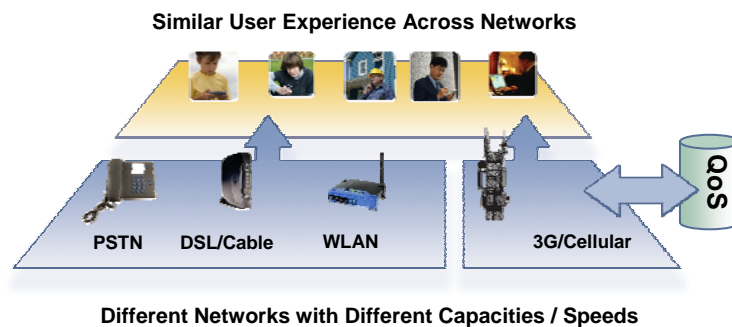 Similar User Experience Across Networks
QoS
PSTN
DSL/Cable
WLAN
3G/Cellular
Different Networks with Different Capacities / Speeds